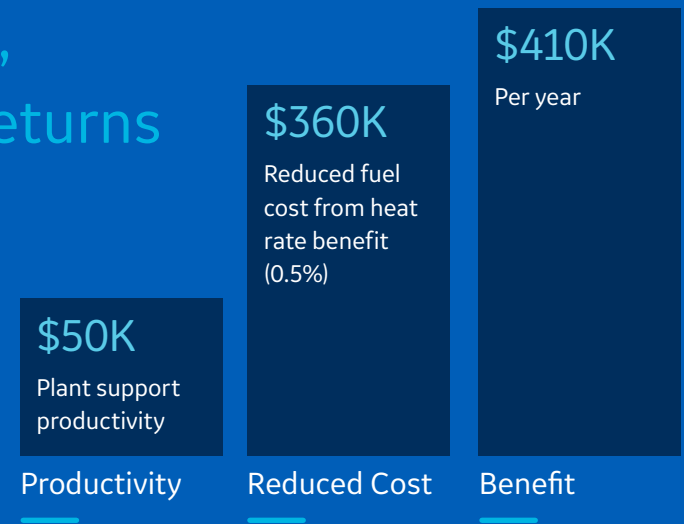 $410K
Per year
$360K
Reduced fuel
cost from heat
rate benefit
(0.5%)
$50K
Plant support
productivity
Productivity
Reduced Cost
Benefit